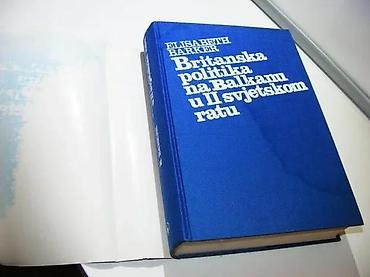 ELISABETH
BARKER
Britanska
politika
na Balkanu
u II svjetskom
ratu